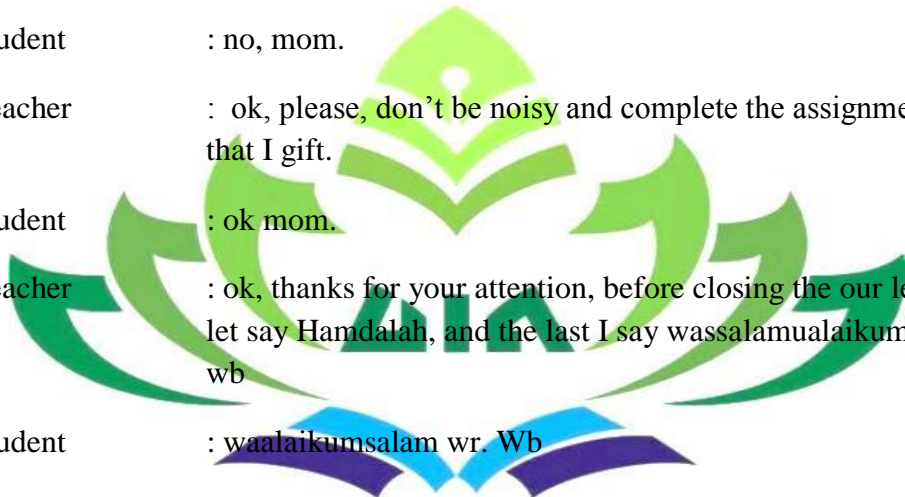 udent : no, mom.
eacher : ok, please, don't be noisy and complete the assignme
that I gift.
udent : ok mom.
eacher : ok, thanks for your attention, before closing the our le
let say Hamdalah, and the last I say wassalamualaikum
wb
udent : waalaikumsalam wr. Wb